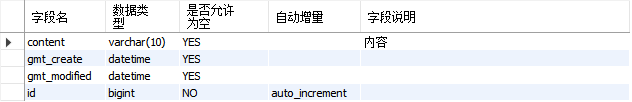 字段名 数据类型 是否允许为空 自动增量 字段说明
content varchar(10) YES 内容
gmt_create datetime YES
gmt_modified datetime YES
id bigint NO auto_increment